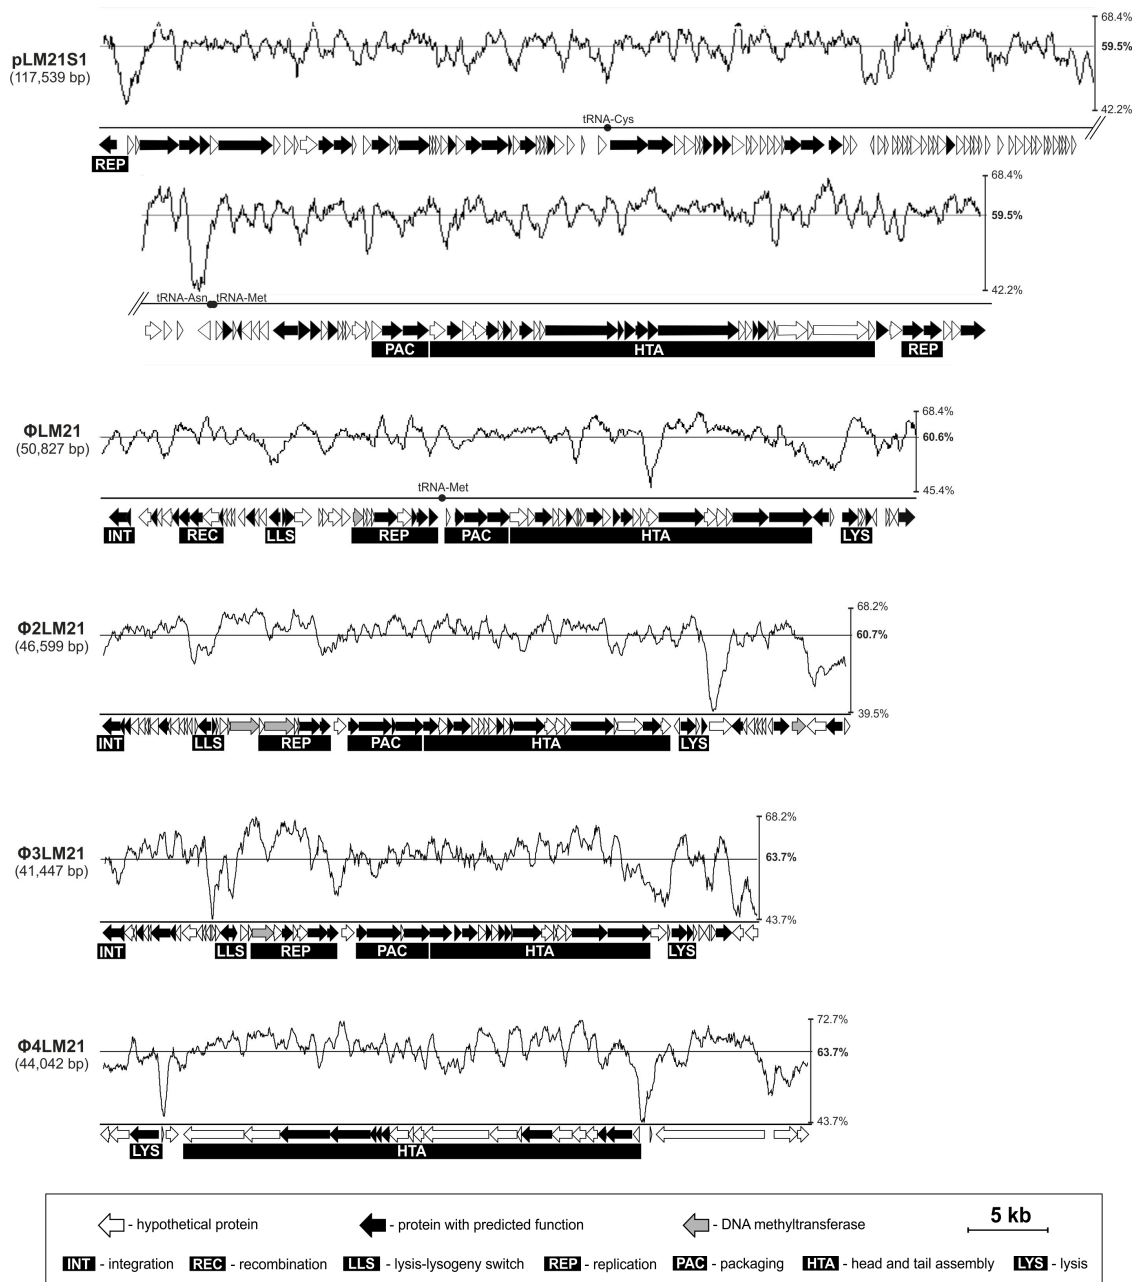 68.4%
pLM21S1
(117,539 bp)
59.5%
42.2%
tRNA-Cys
REP
68.4%
59.5%
42.2%
tRNA-Asn tRNA-Met
PAC HTA REP
68.4%
ΦLM21
(50,827 bp)
60.6%
45.4%
tRNA-Met
INT REC LLS REP PAC HTA LYS
68.2%
Φ2LM21
(46,599 bp)
60.7%
39.5%
INT LLS REP PAC HTA LYS
68.2%
Φ3LM21
(41,447 bp)
63.7%
43.7%
INT LLS REP PAC HTA LYS
72.7%
Φ4LM21
(44,042 bp)
63.7%
43.7%
LYS HTA
- hypothetical protein - protein with predicted function - DNA methyltransferase 5 kb
INT - integration REC - recombination LLS - lysis-lysogeny switch REP - replication PAC - packaging HTA - head and tail assembly LYS - lysis